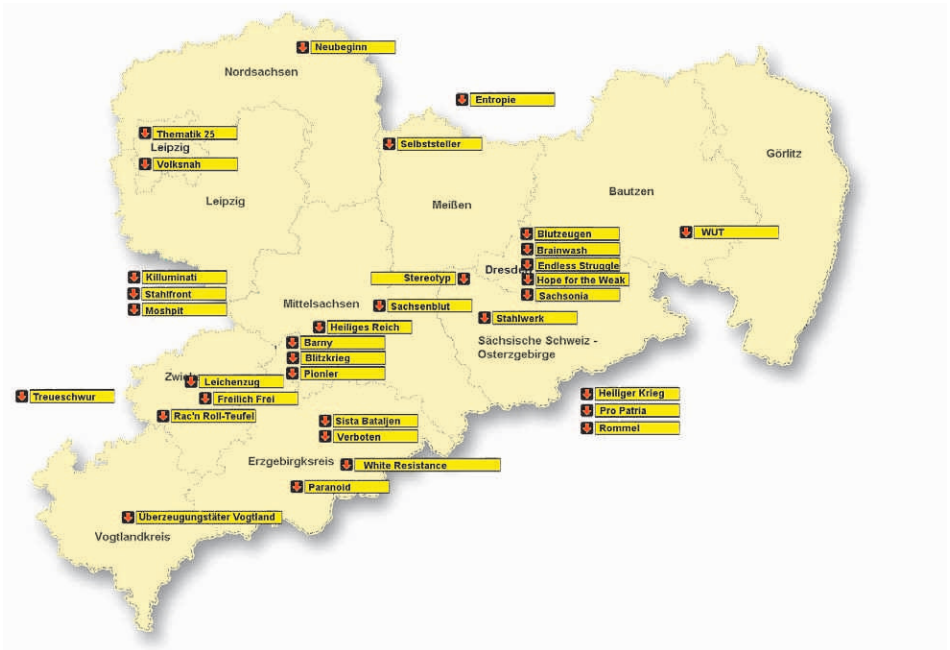 Neubeginn
Nordsachsen
Entropie
Thematik 25
Leipzig
Selbststeller
Volksnah
Görlitz
Bautzen
Leipzig
Meißen
Blutzeugen
WUT
Brainwash
Endless Struggle
Dresden
Stereotyp
Hope for the Weak
Killuminati
Stahlfront
Sachsonia
Mittelsachsen
Sachsenblut
Moshpit
Stahlwerk
Heiliges Reich
Barny
Sächsische Schweiz -
Osterzgebirge
Blitzkrieg
Pionier
Leichenzug
Treueschwur
Freilich Frei
Heiliger Krieg
Rac'n Roll-Teufel
Pro Patria
Sista Bataljen
Rommel
Verboten
Erzgebirgksreis
White Resistance
Paranoid
Überzeugungstäter Vogtland
Vogtlandkreis